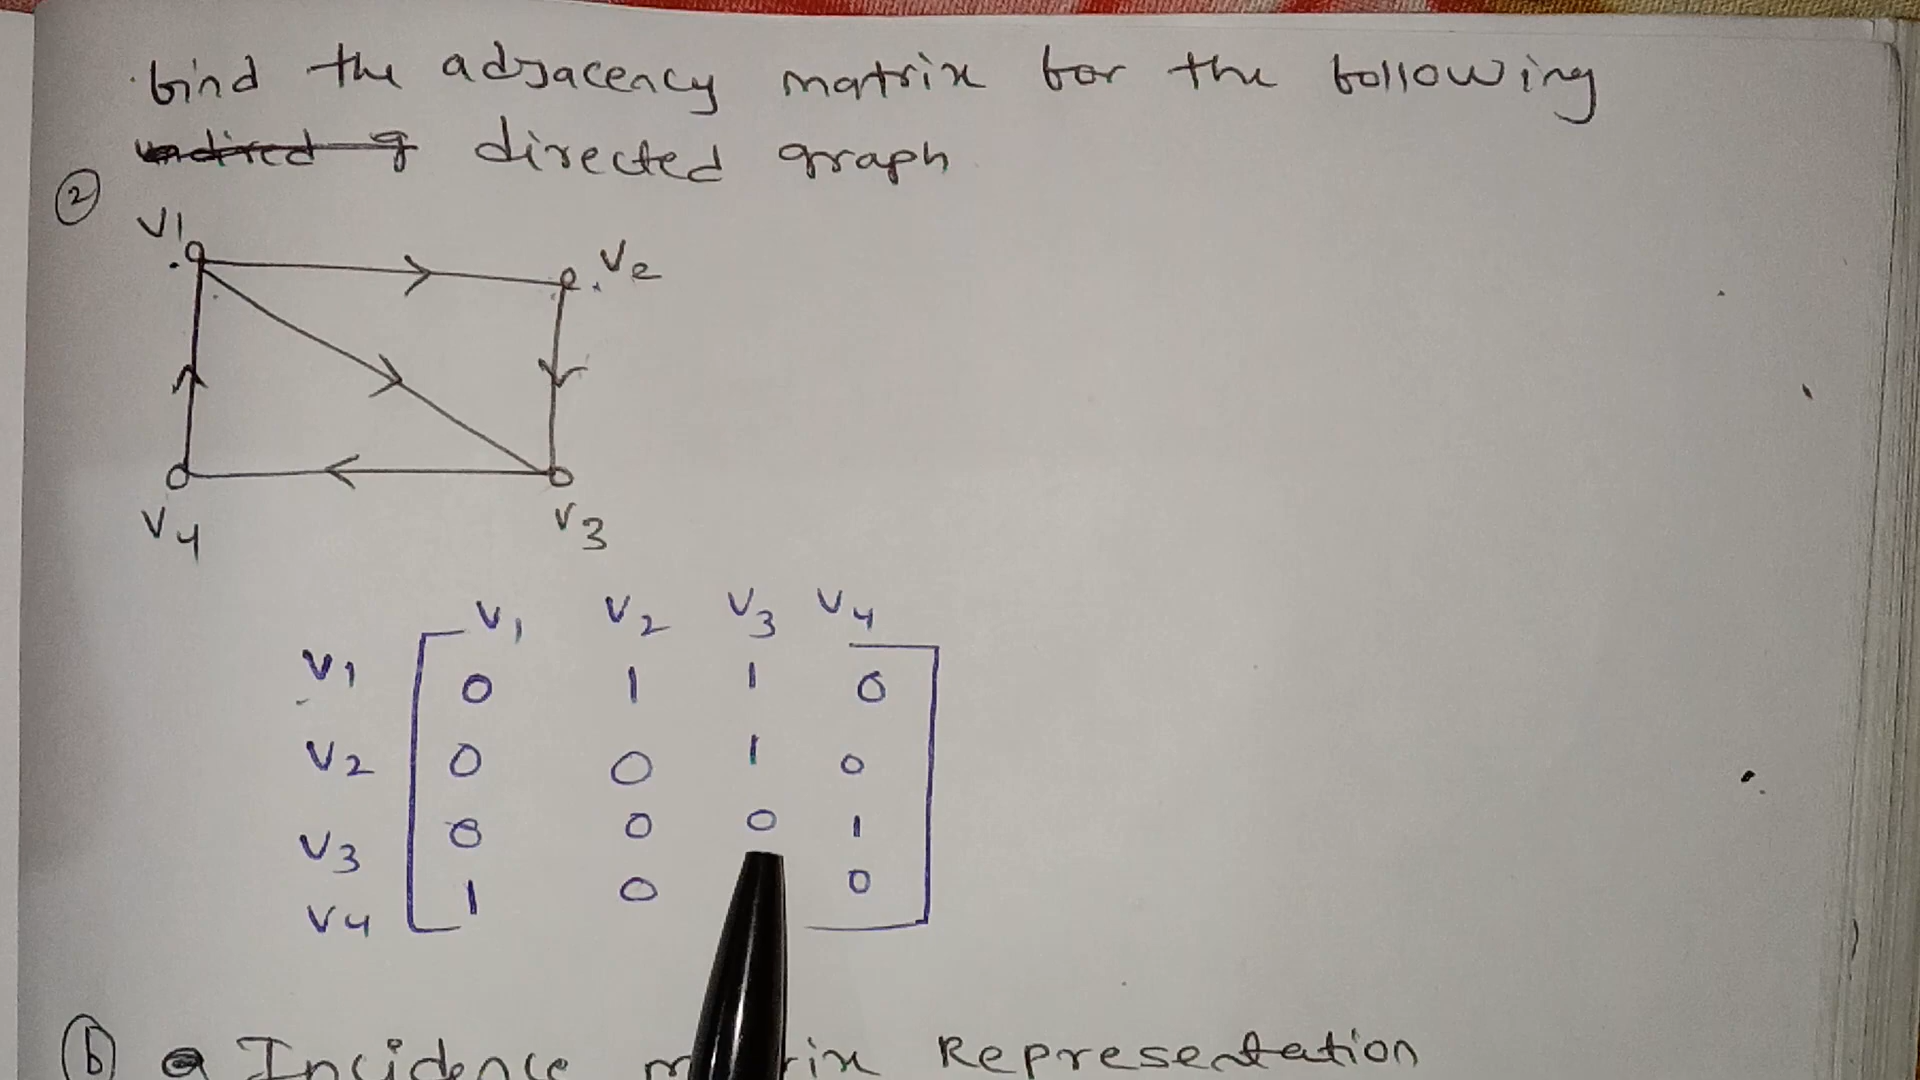 find the adjacency matrix for the following
directed graph
②
V1
V2
V4
V3
V1 V2 V3 V4
V1 0 1 1 0
V2 0 0 1 0
V3 0 0 0 1
V4 1 0 0
ⓑ Incidence Representation